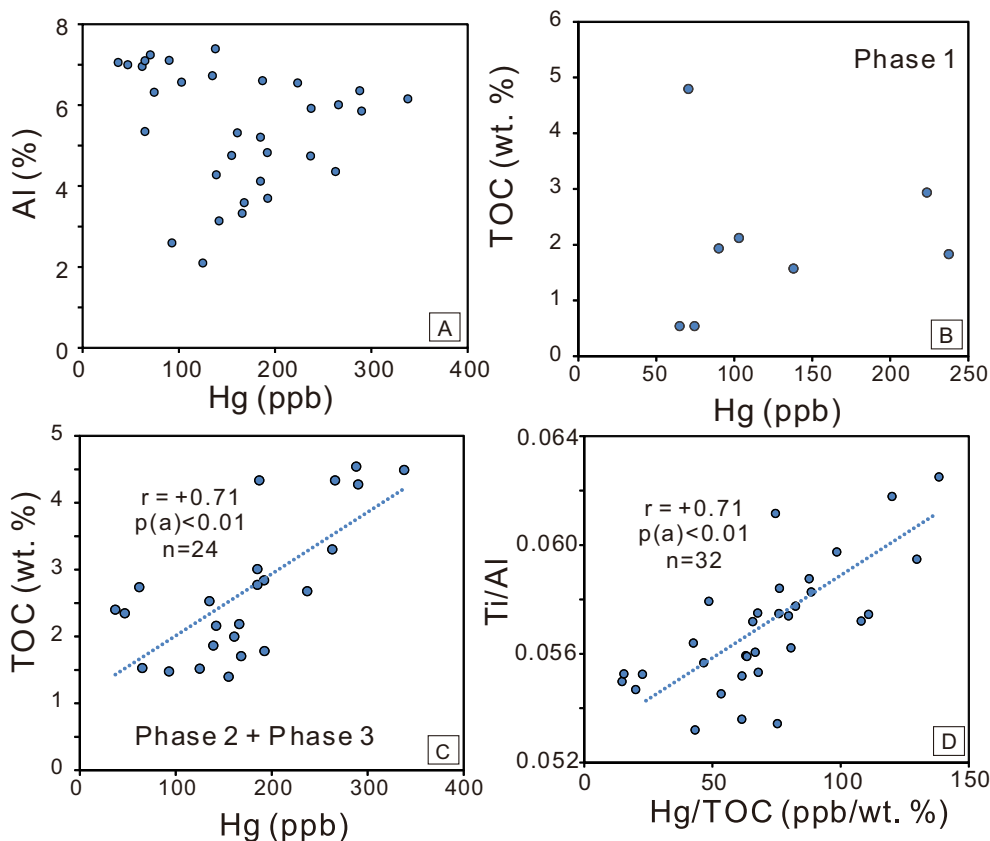 8
6
4
2
0
Al (%)
0
100
200
300
400
Hg (ppb)
A
6
5
4
3
2
1
0
TOC (wt. %)
Phase 1
0
50
100
150
200
250
Hg (ppb)
B
5
4
3
2
1
0
TOC (wt. %)
r = +0.71
p(a)<0.01
n=24
Phase 2 + Phase 3
C
0
200
400
Hg (ppb)
0.064
0.060
0.056
0.052
Ti/Al
r = +0.71
p(a)<0.01
n=32
D
0
50
100
150
Hg/TOC (ppb/wt. %)